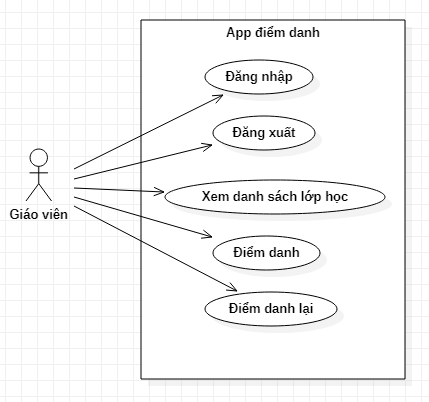 App điểm danh
Đăng nhập
Đăng xuất
Giáo viên
Xem danh sách lớp học
Điểm danh
Điểm danh lại